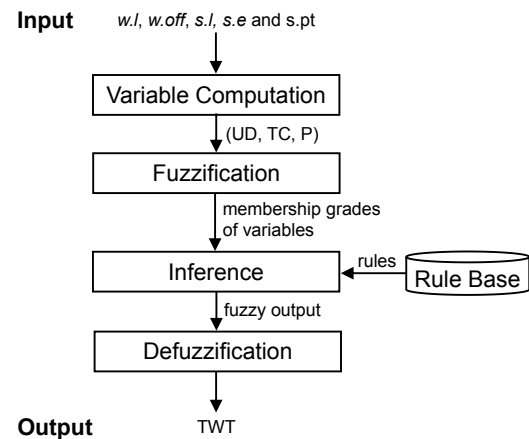 Input w.l, w.off, s.l, s.e and s.pt
Variable Computation
(UD, TC, P)
Fuzzification
membership grades
of variables
Inference
rules
Rule Base
fuzzy output
Defuzzification
Output TWT